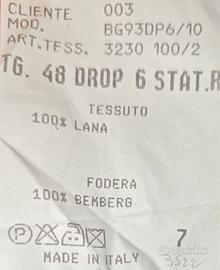 CLIENTE 003
MOD. BG93DP6/10
ART.TESS. 3230 100/2
TG. 48 DROP 6 STAT.R
TESSUTO
100% LANA
FODERA
100% BEMBERG
P
7
MADE IN ITALY
3522